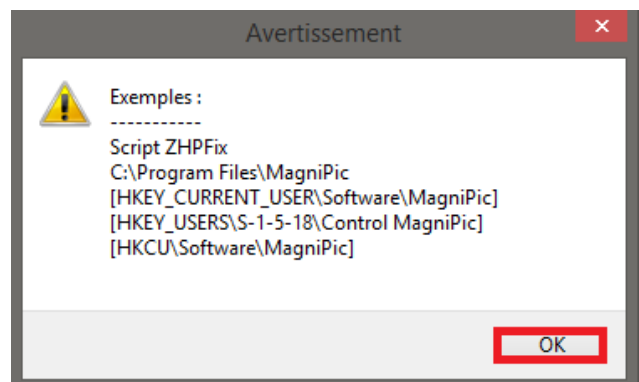 Avertissement
Exemples :
-----------
Script ZHPFix
C:\Program Files\MagniPic
[HKEY_CURRENT_USER\Software\MagniPic]
[HKEY_USERS\S-1-5-18\Control MagniPic]
[HKCU\Software\MagniPic]
OK